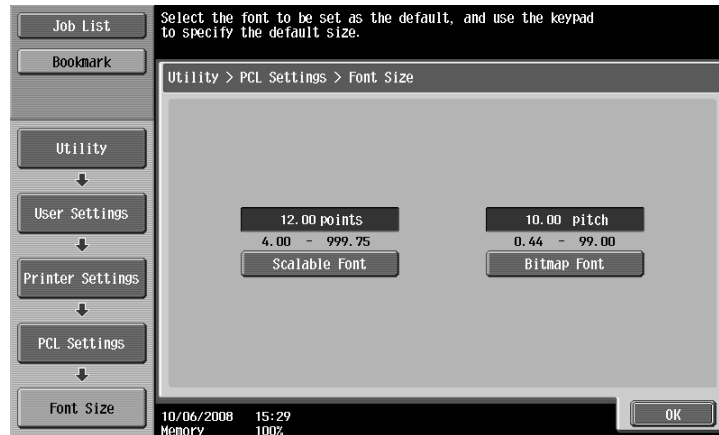 Job List
Bookmark
Select the font to be set as the default, and use the keypad
to specify the default size.
Utility > PCL Settings > Font Size
Utility
User Settings
Printer Settings
PCL Settings
Font Size
12.00 points
4.00 - 999.75
Scalable Font
10.00 pitch
0.44 - 99.00
Bitmap Font
10/06/2008 15:29
Memory 100%
OK